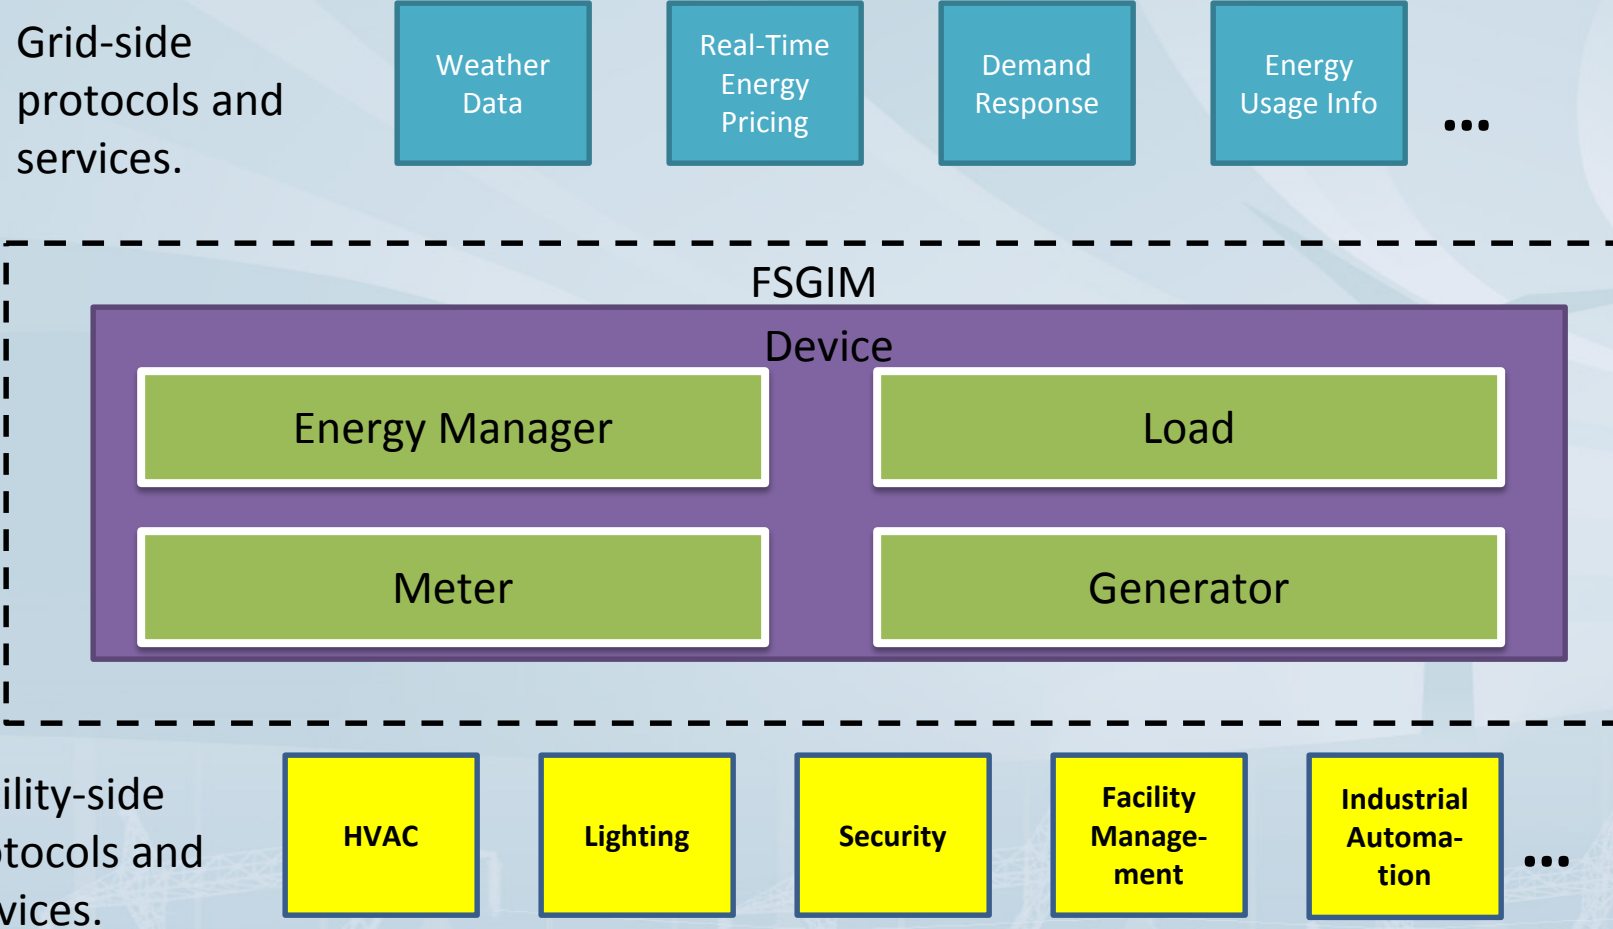 Grid-side
protocols and
services.
Weather
Data
Real-Time
Energy
Pricing
Demand
Response
Energy
Usage Info
...
FSGIM
Device
Energy Manager
Load
Meter
Generator
ility-side
tocols and
vices.
HVAC
Lighting
Security
Facility
Manage-
ment
Industrial
Automa-
tion
...